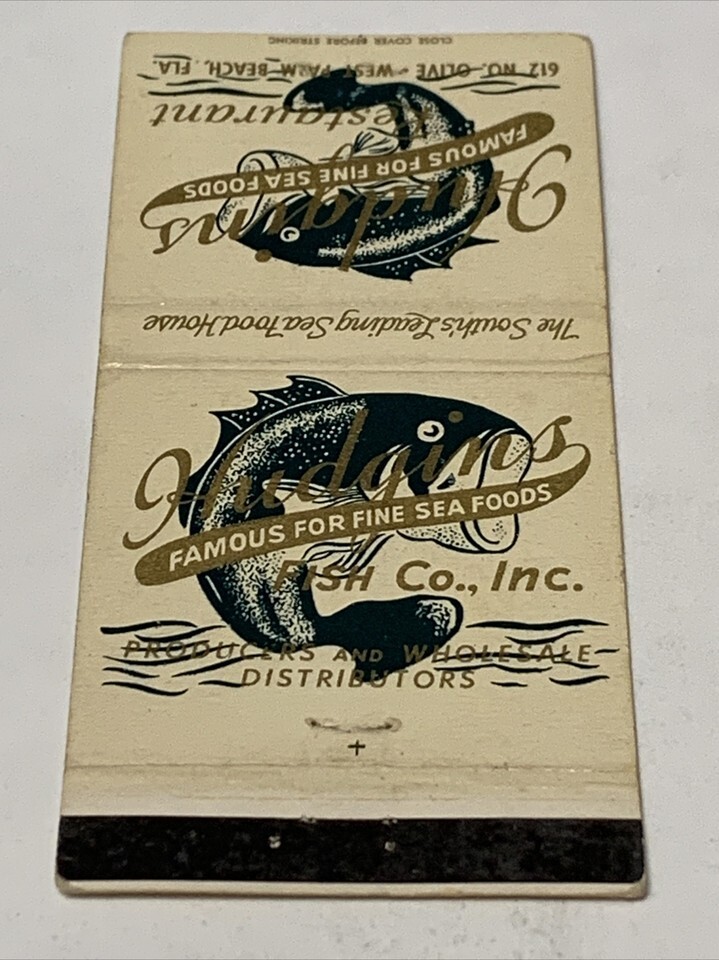 CLOSE COVER BEFORE STRIKING
612 NO. OLIVE - WEST PALM BEACH, FLA.
Restaurant
FAMOUS FOR FINE SEA FOODS
Hudgins
The South's Leading Sea Food House
Hudgins
FAMOUS FOR FINE SEA FOODS
FISH Co., Inc.
PRODUCERS AND WHOLESALE
DISTRIBUTORS